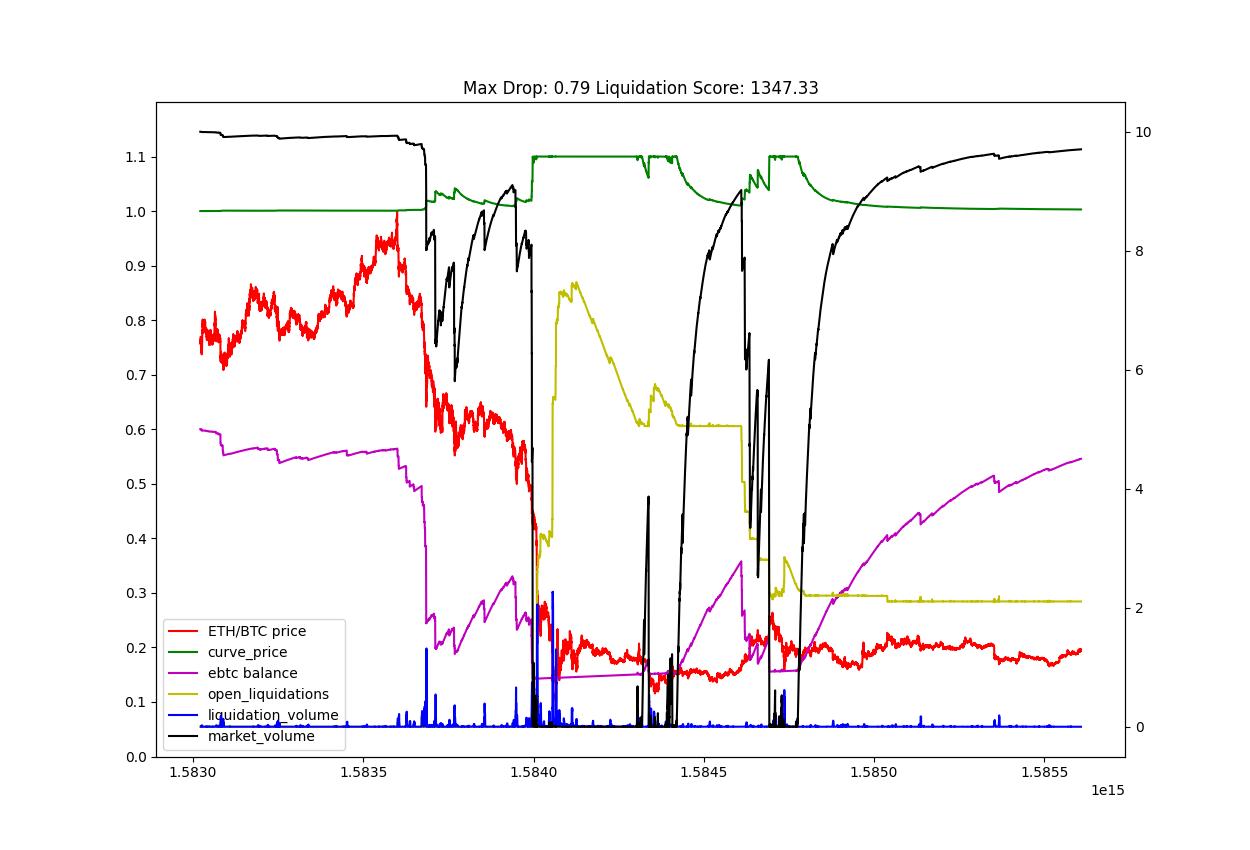 Max Drop: 0.79 Liquidation Score: 1347.33
1.1
1.0
0.9
0.8
0.7
0.6
0.5
0.4
0.3
0.2
0.1
0.0
10
8
6
4
2
0
ETH/BTC price
curve_price
ebtc balance
open_liquidations
liquidation_volume
market_volume
1.5830 1.5835 1.5840 1.5845 1.5850 1.5855
1e15